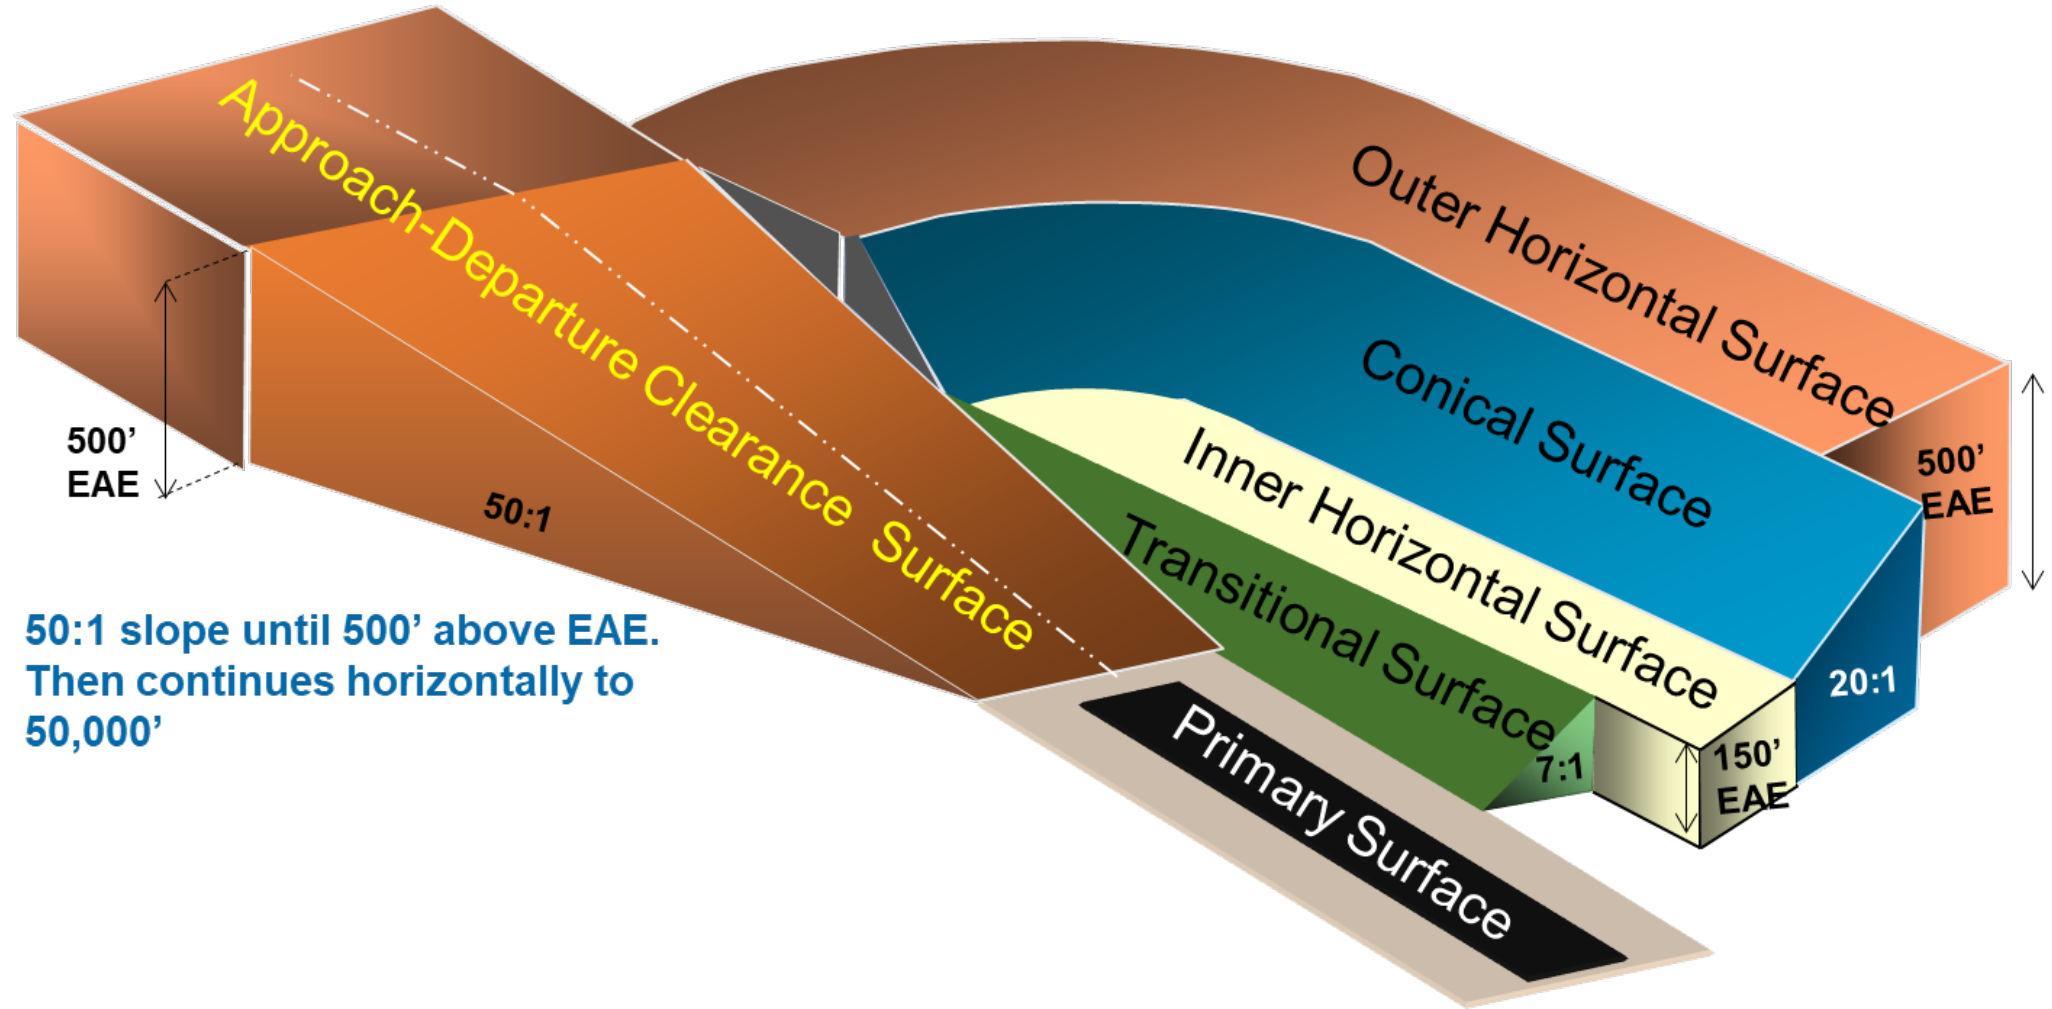 Approach-Departure Clearance Surface
Outer Horizontal Surface
Conical Surface
Inner Horizontal Surface
Transitional Surface
Primary Surface
500’
EAE
50:1
500’
EAE
20:1
150’
EAE
7:1
50:1 slope until 500’ above EAE.
Then continues horizontally to
50,000’